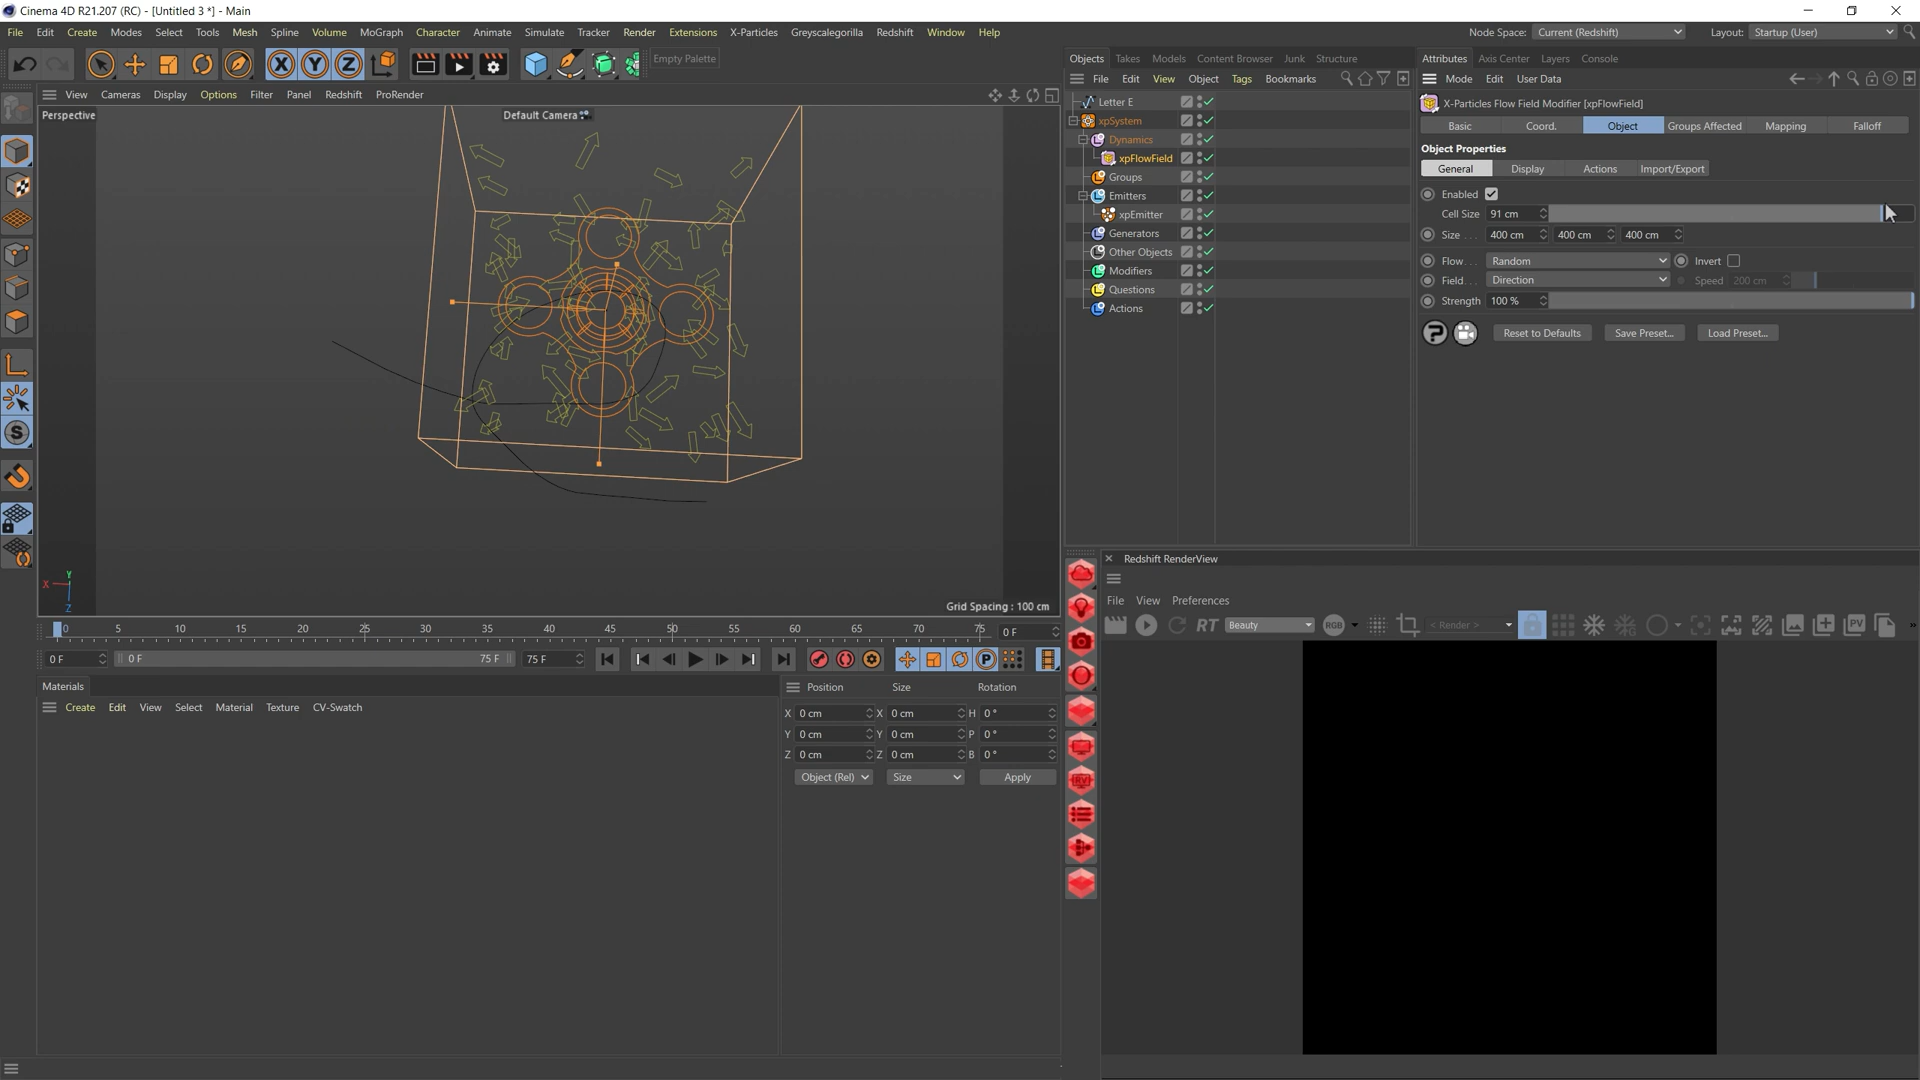 Cinema 4D R21.207 (RC) - [Untitled 3 *] - Main
File Edit Create Modes Select Tools Mesh Spline Volume MoGraph Character Animate Simulate Tracker Render Extensions X-Particles Greyscalegorilla Redshift Window Help
Node Space: Current (Redshift) Layout: Startup (User)
Empty Palette
View Cameras Display Options Filter Panel Redshift ProRender
Perspective
Default Camera
Grid Spacing : 100 cm
X Y Z
0 5 10 15 20 25 30 35 40 45 50 55 60 65 70 75 0 F
0 F 0 F 75 F 75 F
Materials
Create Edit View Select Material Texture CV-Swatch
Position Size Rotation
X 0 cm X 0 cm H 0 °
Y 0 cm Y 0 cm P 0 °
Z 0 cm Z 0 cm B 0 °
Object (Rel) Size Apply
Objects Takes Models Content Browser Junk Structure
File Edit View Object Tags Bookmarks
Letter E
xpSystem
Dynamics
xpFlowField
Groups
Emitters
xpEmitter
Generators
Other Objects
Modifiers
Questions
Actions
Attributes Axis Center Layers Console
Mode Edit User Data
X-Particles Flow Field Modifier [xpFlowField]
Basic Coord. Object Groups Affected Mapping Falloff
Object Properties
General Display Actions Import/Export
Enabled
Cell Size 91 cm
Size . . . 400 cm 400 cm 400 cm
Flow. . . Random Invert
Field. . . Direction Speed 200 cm
Strength 100 %
Reset to Defaults Save Preset... Load Preset...
Redshift RenderView
File View Preferences
RT Beauty RGB < Render > PV
RV